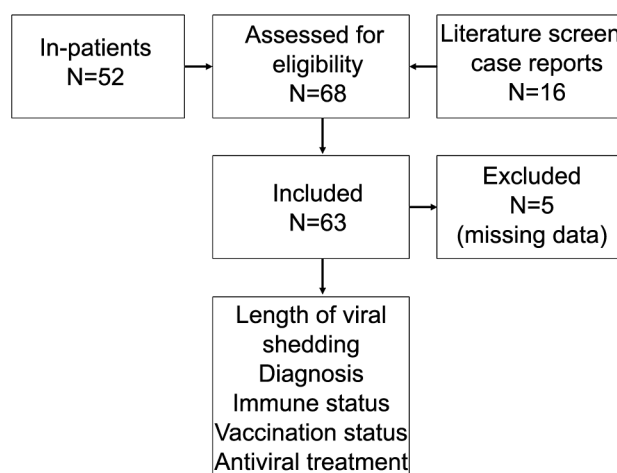 In-patients
N=52
Assessed for
eligibility
N=68
Literature screen
case reports
N=16
Included
N=63
Excluded
N=5
(missing data)
Length of viral
shedding
Diagnosis
Immune status
Vaccination status
Antiviral treatment